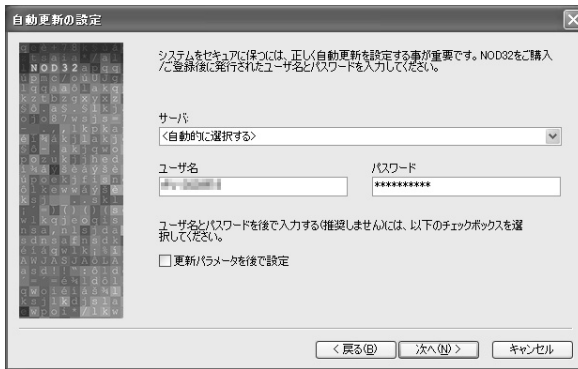 自動更新の設定
NOD32
システムをセキュアに保つには、正しく自動更新を設定する事が重要です。NOD32をご購入
/ご登録後に発行されたユーザ名とパスワードを入力してください。
サーバ:
<自動的に選択する>
ユーザ名
パスワード
**********
ユーザ名とパスワードを後で入力する(推奨しません)には、以下のチェックボックスを選
択してください。
更新パラメータを後で設定
< 戻る(B)
次へ(N) >
キャンセル